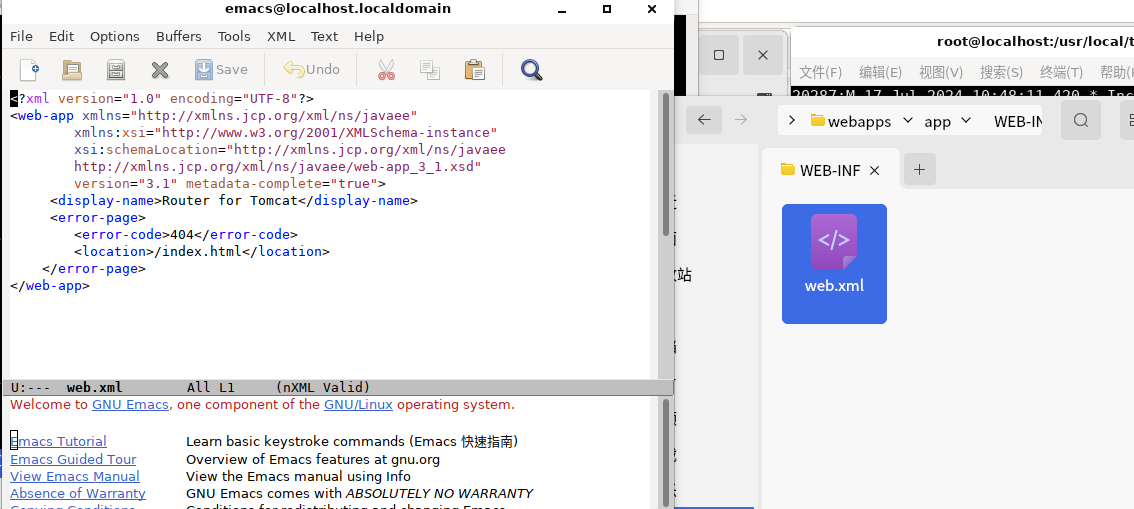 emacs@localhost.localdomain
File Edit Options Buffers Tools XML Text Help
Save Undo
<?xml version="1.0" encoding="UTF-8"?>
<web-app xmlns="http://xmlns.jcp.org/xml/ns/javaee"
xmlns:xsi="http://www.w3.org/2001/XMLSchema-instance"
xsi:schemaLocation="http://xmlns.jcp.org/xml/ns/javaee
http://xmlns.jcp.org/xml/ns/javaee/web-app_3_1.xsd"
version="3.1" metadata-complete="true">
<display-name>Router for Tomcat</display-name>
<error-page>
<error-code>404</error-code>
<location>/index.html</location>
</error-page>
</web-app>
U:--- web.xml All L1 (nXML Valid)
Welcome to GNU Emacs, one component of the GNU/Linux operating system.
Emacs Tutorial Learn basic keystroke commands (Emacs 快速指南)
Emacs Guided Tour Overview of Emacs features at gnu.org
View Emacs Manual View the Emacs manual using Info
Absence of Warranty GNU Emacs comes with ABSOLUTELY NO WARRANTY
Copying Conditions Conditions for redistributing and changing Emacs
root@localhost:/usr/local/t
文件(F) 编辑(E) 视图(V) 搜索(S) 终端(T) 帮助(
20287:M 17 Jul 2024 10:48:11.420 * Inc
webapps app WEB-IN
WEB-INF
站
web.xml